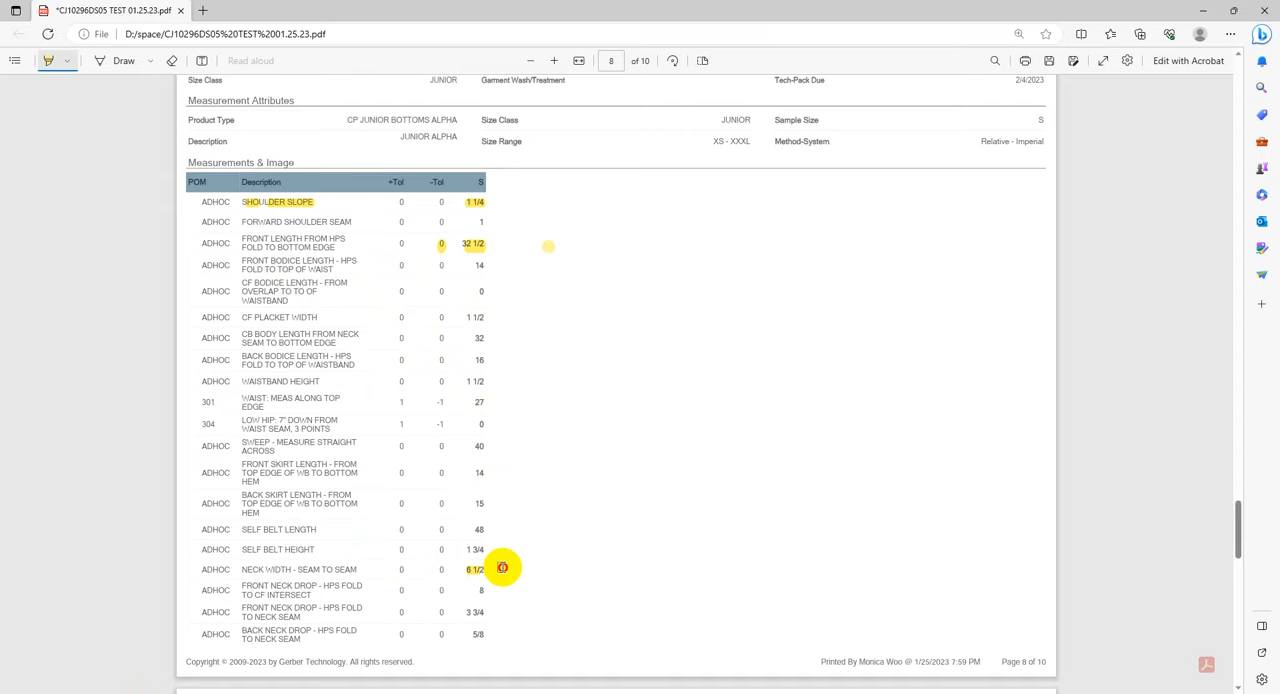 *CJ10296DS05 TEST 01.25.23.pdf
File D:/space/CJ10296DS05%20TEST%2001.25.23.pdf
Draw Read aloud 8 of 10 Edit with Acrobat
Size Class JUNIOR Garment Wash/Treatment Tech-Pack Due 2/4/2023
Measurement Attributes
Product Type CP JUNIOR BOTTOMS ALPHA Size Class JUNIOR Sample Size S
Description JUNIOR ALPHA Size Range XS - XXXL Method-System Relative - Imperial
Measurements & Image
POM Description +Tol -Tol S
ADHOC SHOULDER SLOPE 0 0 1 1/4
ADHOC FORWARD SHOULDER SEAM 0 0 1
ADHOC FRONT LENGTH FROM HPS 0 0 32 1/2
FOLD TO BOTTOM EDGE
ADHOC FRONT BODICE LENGTH - HPS 0 0 14
FOLD TO TOP OF WAIST
ADHOC CF BODICE LENGTH - FROM
OVERLAP TO TO OF 0 0 0
WAISTBAND
ADHOC CF PLACKET WIDTH 0 0 1 1/2
ADHOC CB BODY LENGTH FROM NECK 0 0 32
SEAM TO BOTTOM EDGE
ADHOC BACK BODICE LENGTH - HPS 0 0 16
FOLD TO TOP OF WAISTBAND
ADHOC WAISTBAND HEIGHT 0 0 1 1/2
301 WAIST: MEAS ALONG TOP 1 -1 27
EDGE
304 LOW HIP: 7" DOWN FROM 1 -1 0
WAIST SEAM, 3 POINTS
ADHOC SWEEP - MEASURE STRAIGHT 0 0 40
ACROSS
ADHOC FRONT SKIRT LENGTH - FROM
TOP EDGE OF WB TO BOTTOM 0 0 14
HEM
ADHOC BACK SKIRT LENGTH - FROM
TOP EDGE OF WB TO BOTTOM 0 0 15
HEM
ADHOC SELF BELT LENGTH 0 0 48
ADHOC SELF BELT HEIGHT 0 0 1 3/4
ADHOC NECK WIDTH - SEAM TO SEAM 0 0 6 1/2
ADHOC FRONT NECK DROP - HPS FOLD 0 0 8
TO CF INTERSECT
ADHOC FRONT NECK DROP - HPS FOLD 0 0 3 3/4
TO NECK SEAM
ADHOC BACK NECK DROP - HPS FOLD 0 0 5/8
TO NECK SEAM
Copyright © 2009-2023 by Gerber Technology. All rights reserved. Printed By Monica Woo @ 1/25/2023 7:59 PM Page 8 of 10